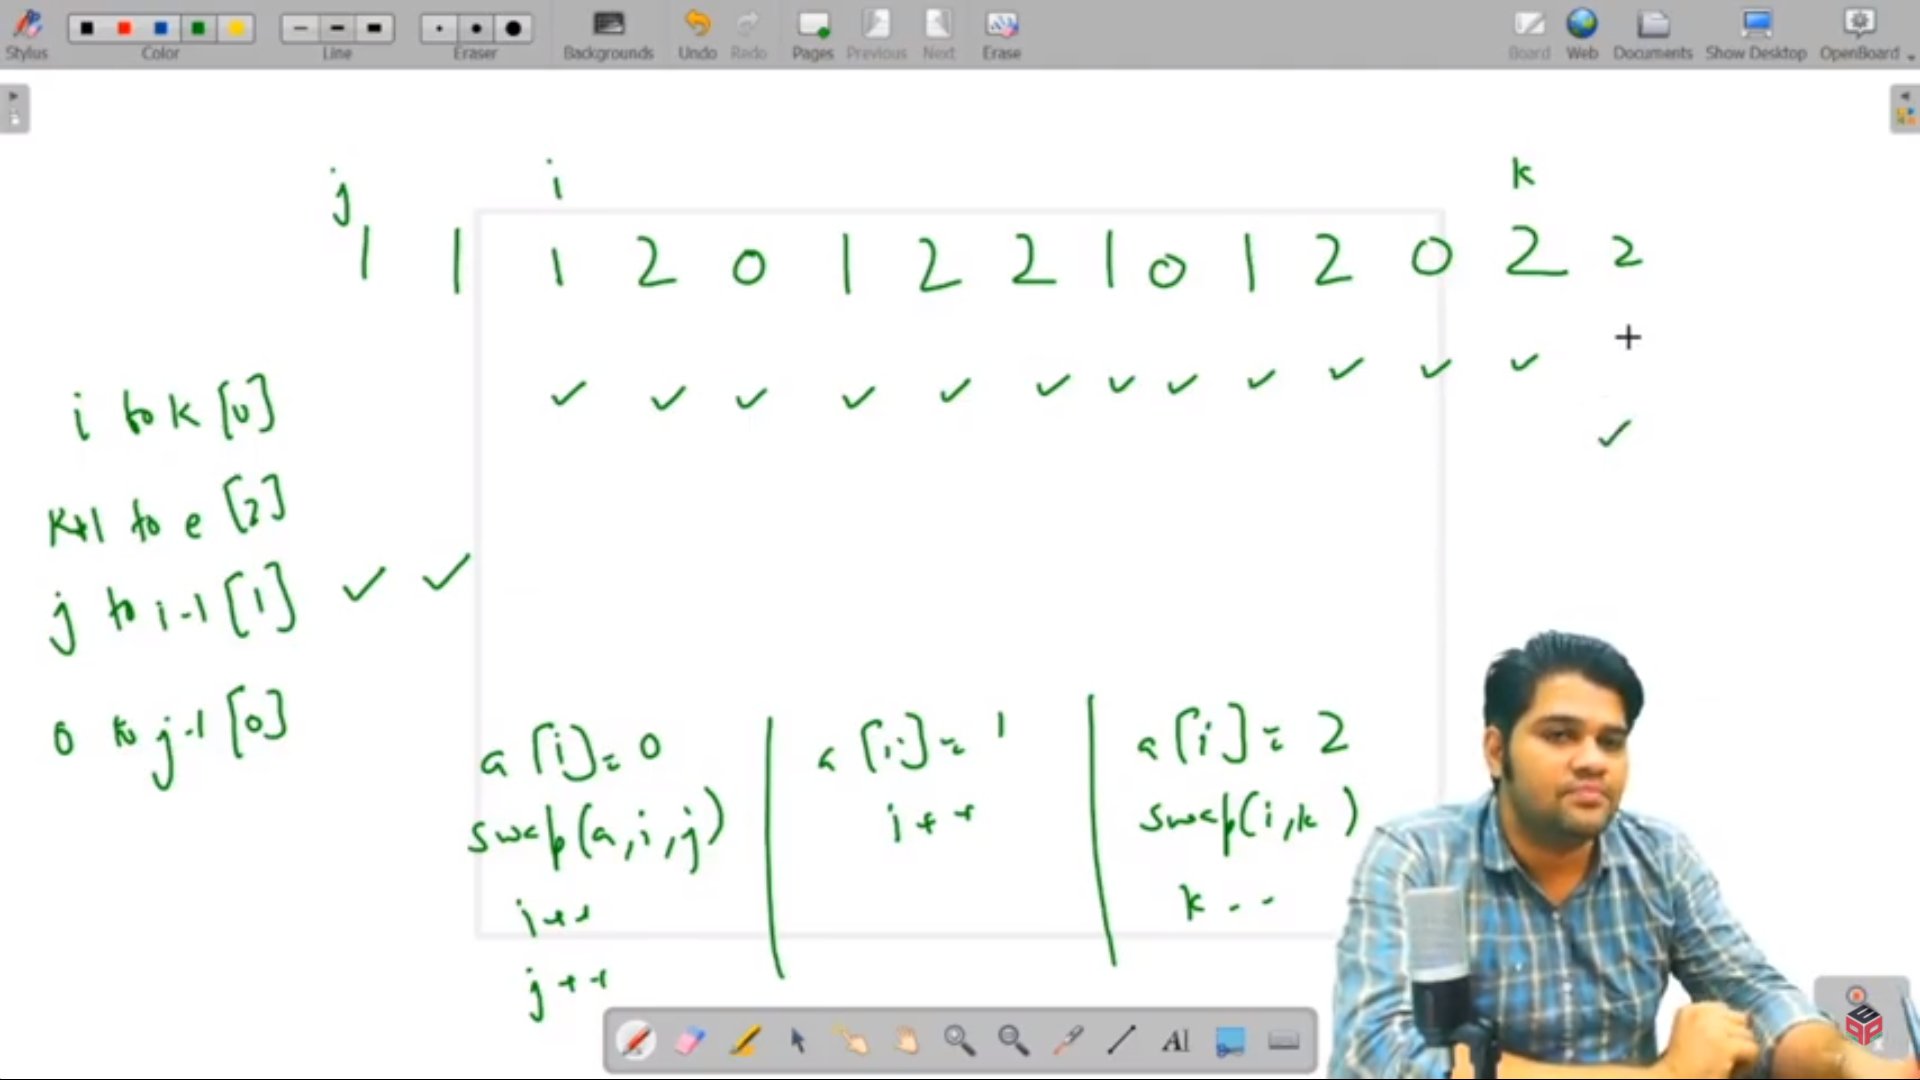 Stylus Color Line Eraser Backgrounds Undo Redo Pages Previous Next Erase Board Web Documents Show Desktop OpenBoard
j i k
1 1 1 2 0 1 2 2 1 0 1 2 0 2 2
i to k [u]
k+1 to e [2]
j to i-1 [1]
0 to j-1 [0]
a[i]=0
swap(a,i,j)
i++
j++
a[i]=1
i++
a[i]=2
swap(i,k)
k--
AI